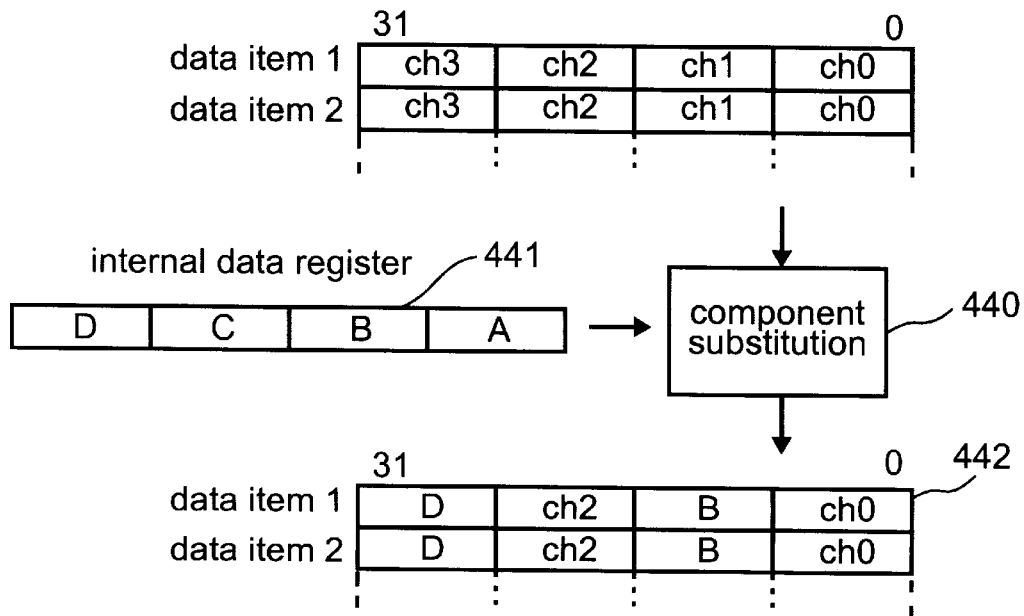 31 0
data item 1 ch3 ch2 ch1 ch0
data item 2 ch3 ch2 ch1 ch0
internal data register 441
D C B A
component
substitution
440
31 0
442
data item 1 D ch2 B ch0
data item 2 D ch2 B ch0